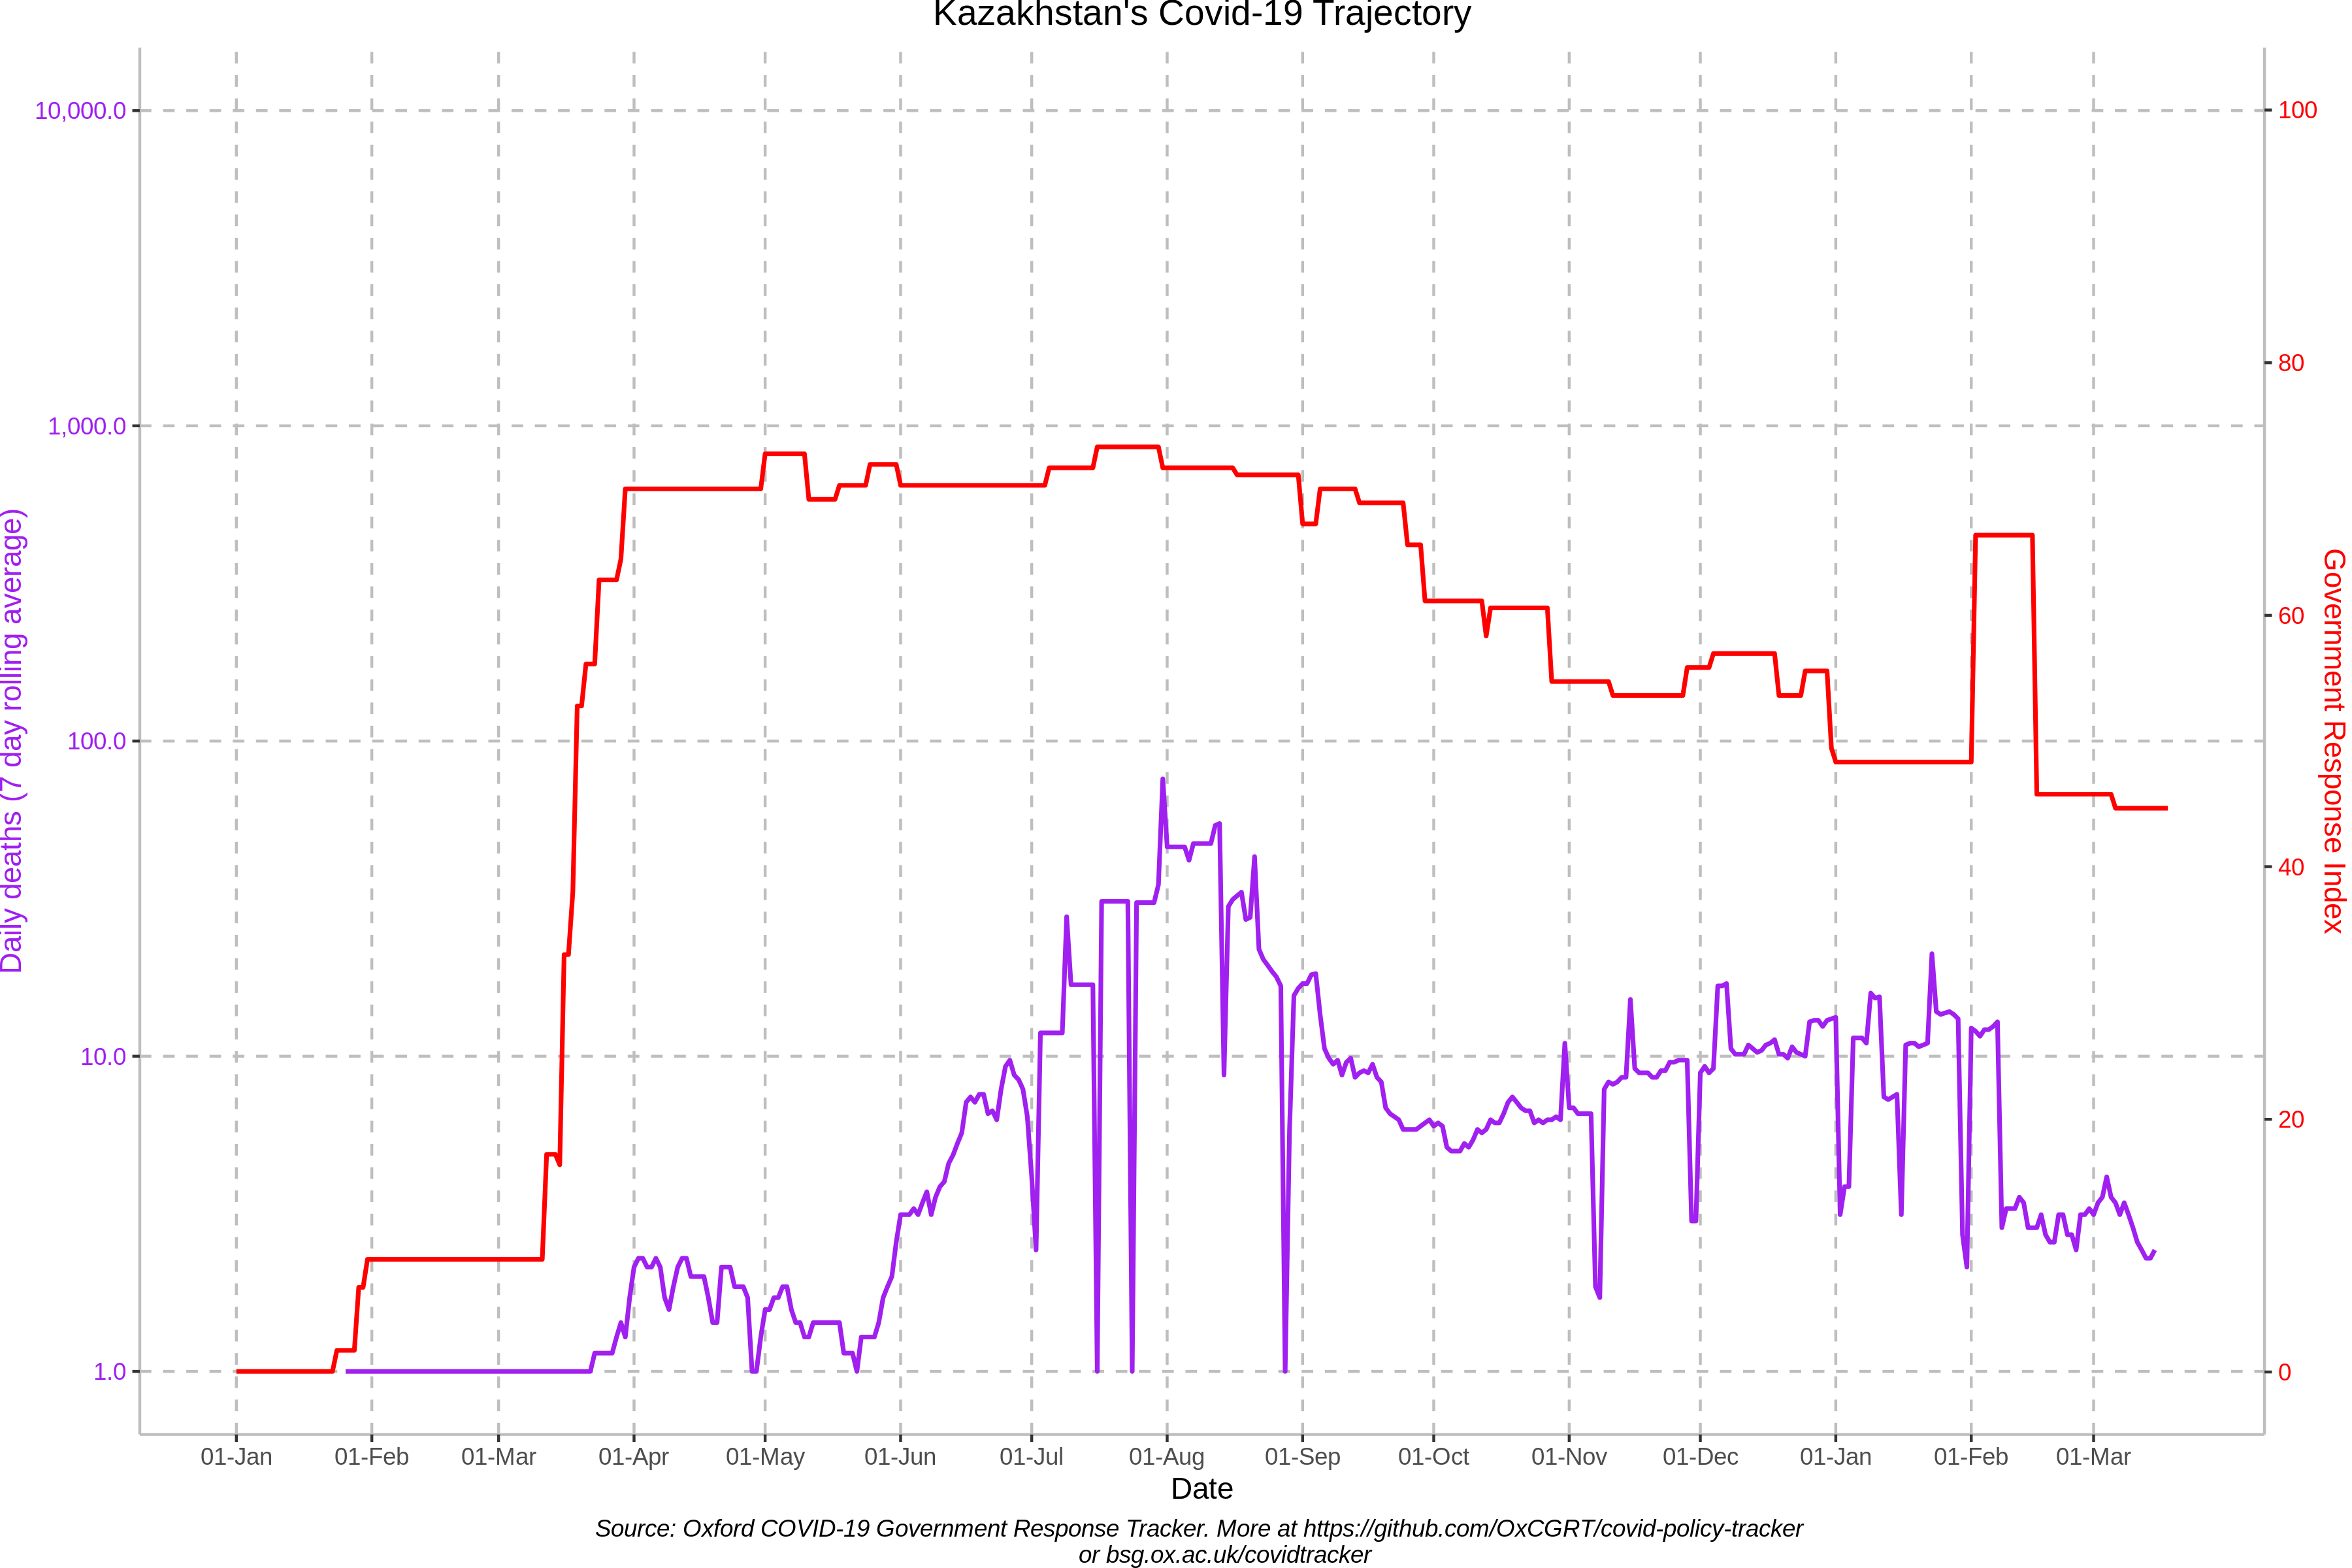 Kazakhstan's Covid-19 Trajectory
10,000.0
1,000.0
100.0
10.0
1.0
Daily deaths (7 day rolling average)
100
80
60
40
20
0
Government Response Index
01-Jan
01-Feb
01-Mar
01-Apr
01-May
01-Jun
01-Jul
01-Aug
01-Sep
01-Oct
01-Nov
01-Dec
01-Jan
01-Feb
01-Mar
Date
Source: Oxford COVID-19 Government Response Tracker. More at https://github.com/OxCGRT/covid-policy-tracker
or bsg.ox.ac.uk/covidtracker